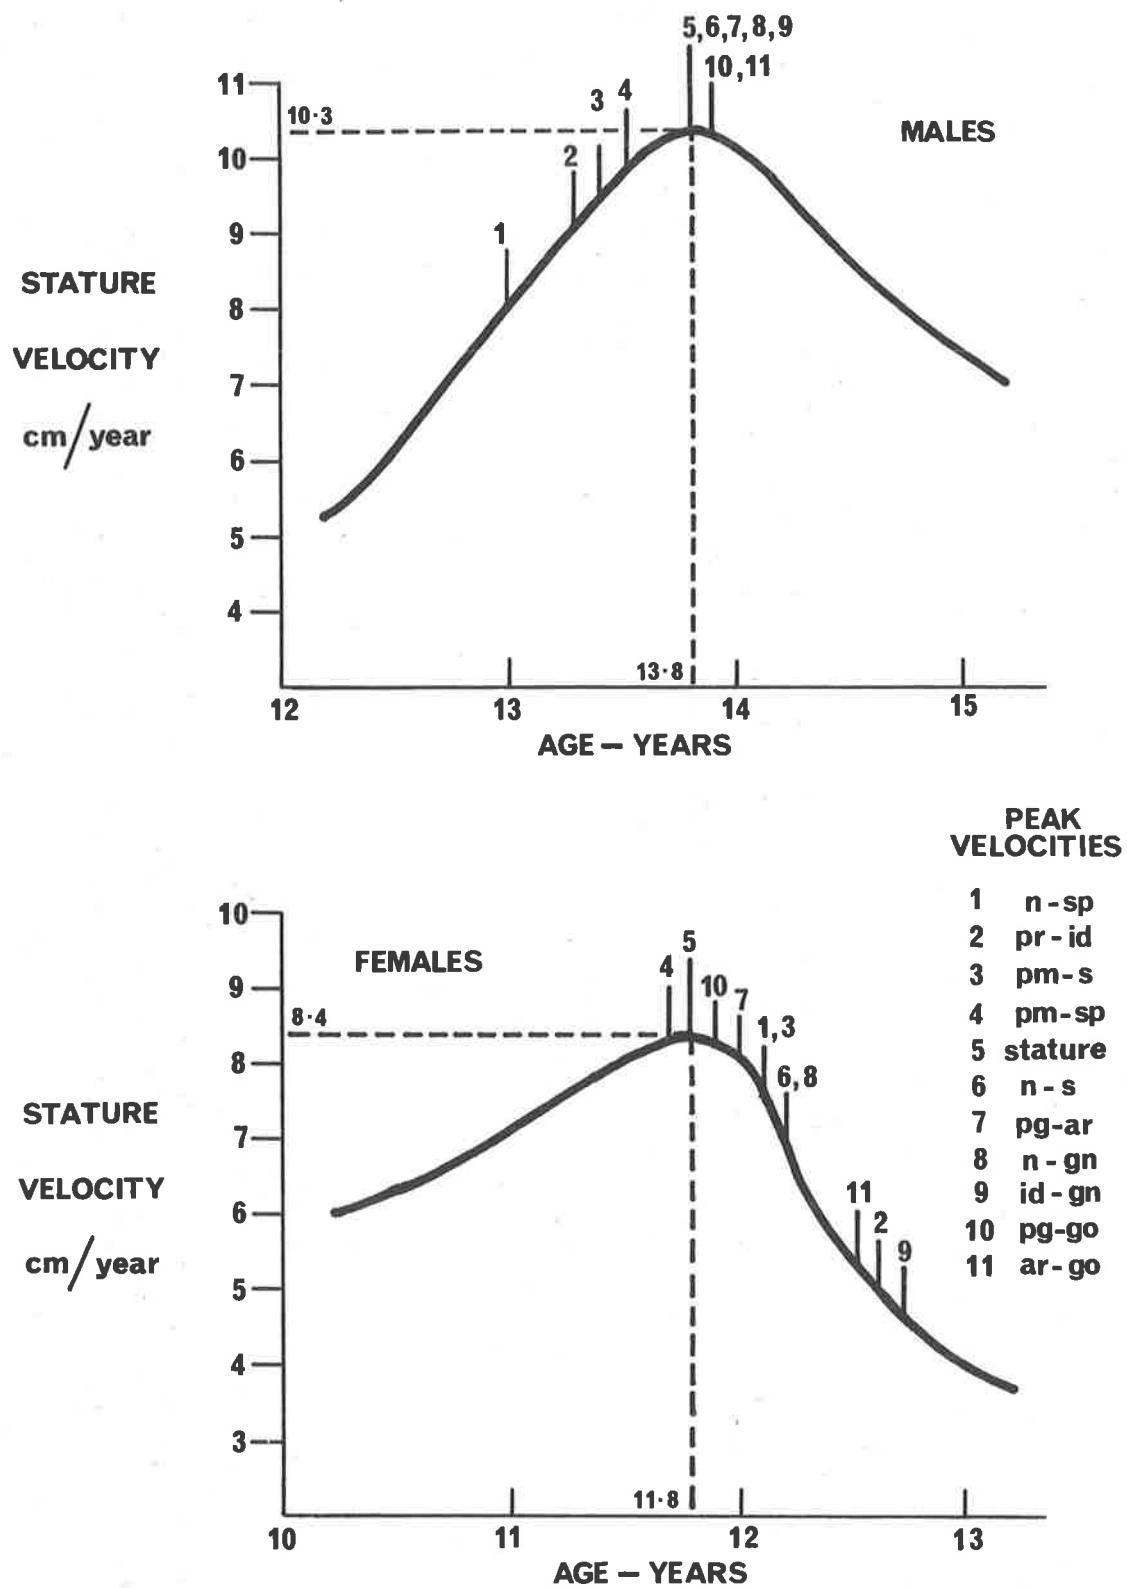 5,6,7,8,9
10,11
4
3
2
1
MALES
11
10·3
10
9
8
7
6
5
4
STATURE
VELOCITY
cm/year
13·8
12 13 14 15
AGE – YEARS
PEAK
VELOCITIES
1 n-sp
2 pr-id
3 pm-s
4 pm-sp
5 stature
6 n-s
7 pg-ar
8 n-gn
9 id-gn
10 pg-go
11 ar-go
FEMALES
5
4
10
7
1,3
6,8
11
2
9
10
9
8·4
8
7
6
5
4
3
STATURE
VELOCITY
cm/year
11·8
10 11 12 13
AGE – YEARS